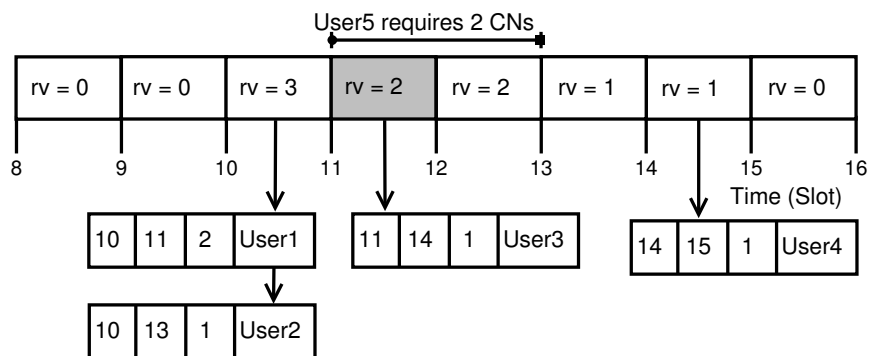 User5 requires 2 CNs
rv = 0 rv = 0 rv = 3 rv = 2 rv = 2 rv = 1 rv = 1 rv = 0
8 9 10 11 12 13 14 15 16
Time (Slot)
10 11 2 User1
11 14 1 User3
14 15 1 User4
10 13 1 User2